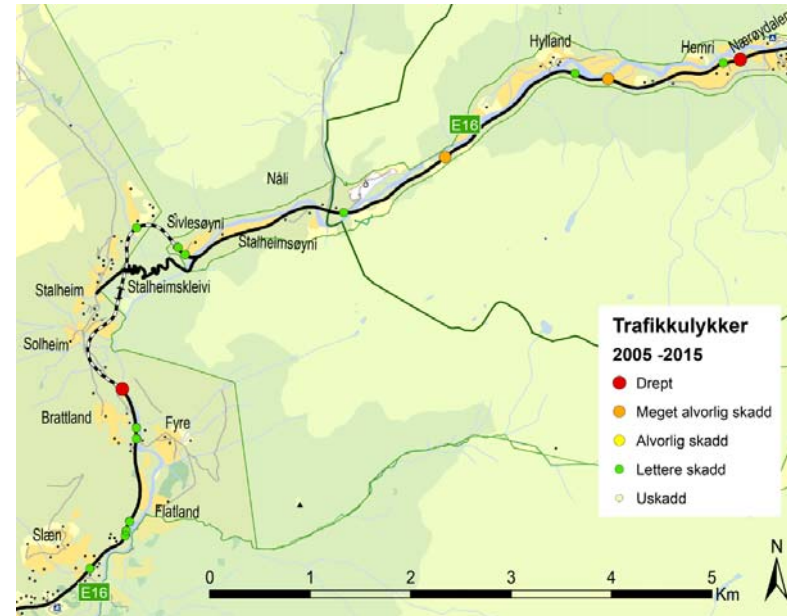 Hylland
Hemri
Nærøydalen
E16
Nåli
Sivlesøyni
Stalheimsøyni
Stalheim
Stalheimskleivi
Solheim
Brattland
Fyre
Flatland
Slæn
E16
Trafikkulykker
2005 -2015
Drept
Meget alvorlig skadd
Alvorlig skadd
Lettere skadd
Uskadd
N
0 1 2 3 4 5
Km